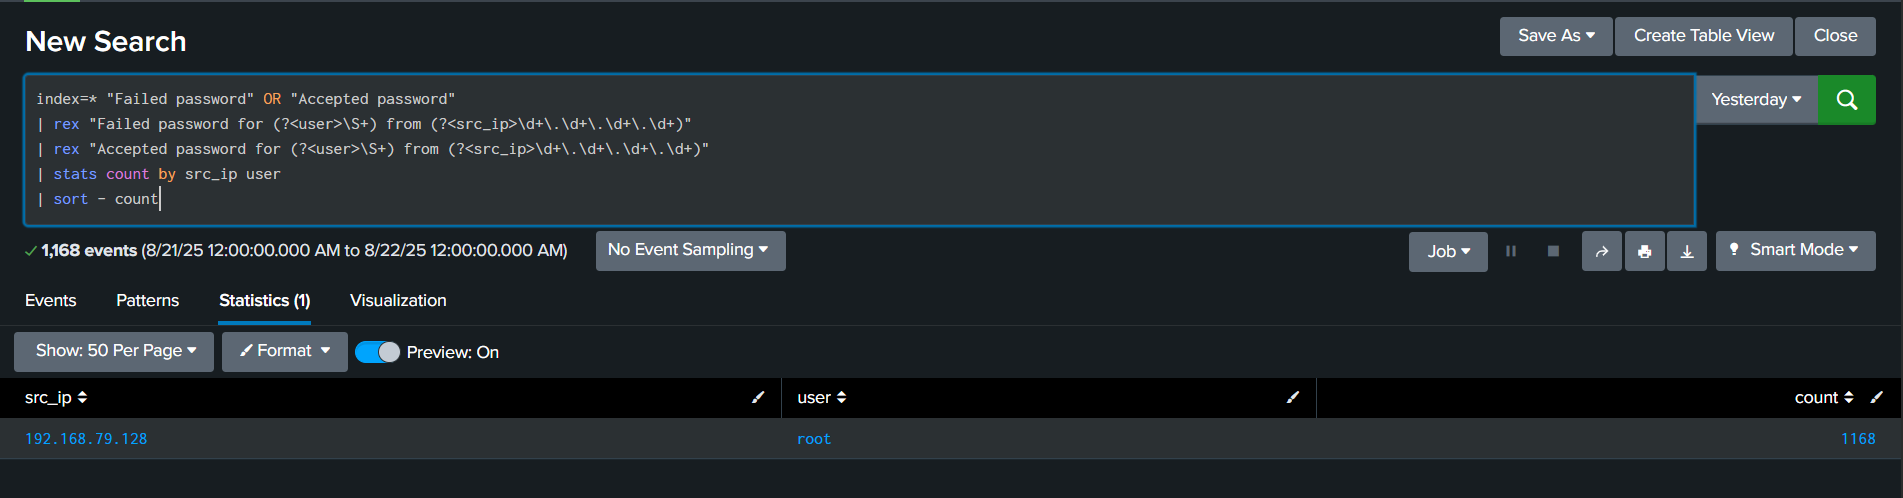 New Search
Save As Create Table View Close
index=* "Failed password" OR "Accepted password"
| rex "Failed password for (?<user>\S+) from (?<src_ip>\d+\.\d+\.\d+\.\d+)"
| rex "Accepted password for (?<user>\S+) from (?<src_ip>\d+\.\d+\.\d+\.\d+)"
| stats count by src_ip user
| sort - count
Yesterday
1,168 events (8/21/25 12:00:00.000 AM to 8/22/25 12:00:00.000 AM) No Event Sampling Job Smart Mode
Events Patterns Statistics (1) Visualization
Show: 50 Per Page Format Preview: On
src_ip user count
192.168.79.128 root 1168